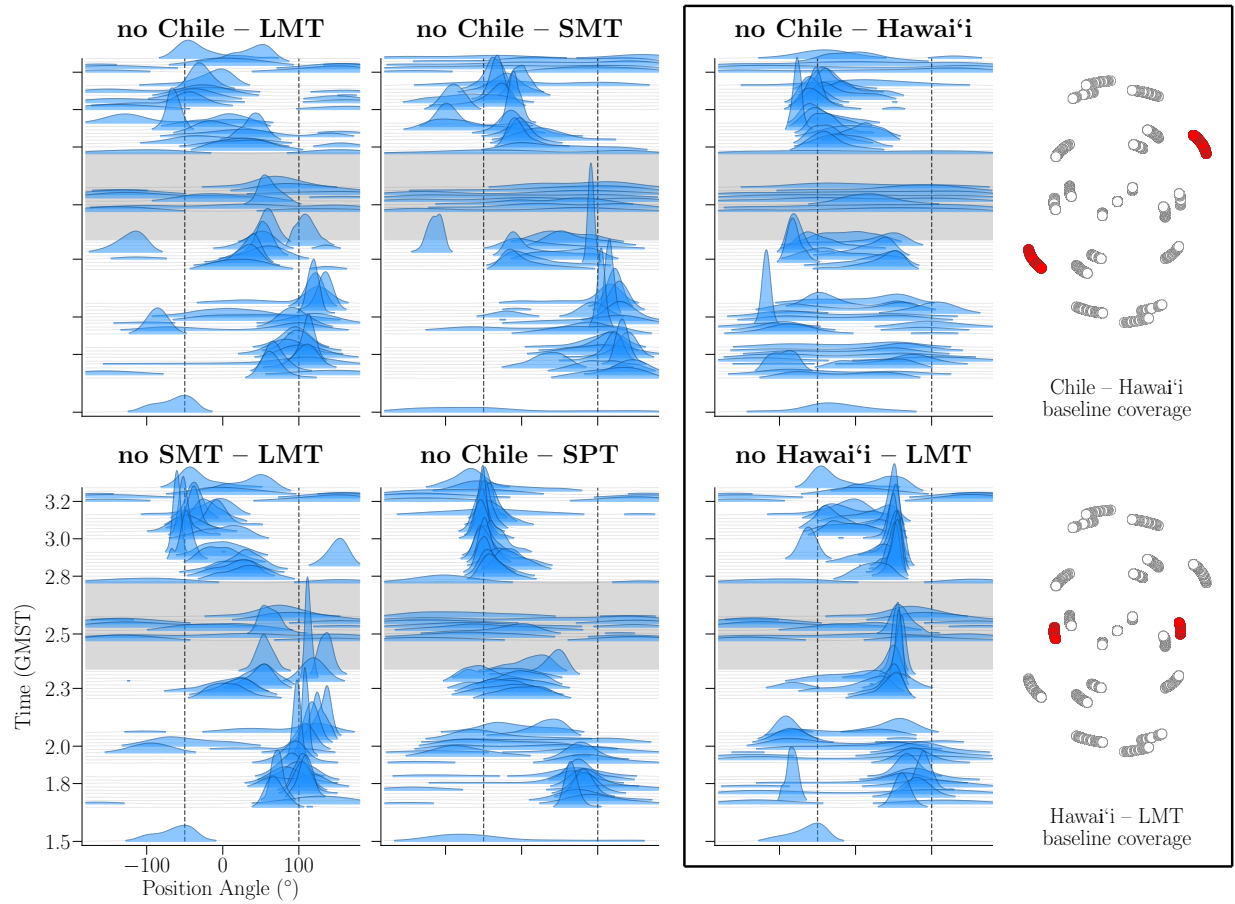 no Chile – LMT
no Chile – SMT
no Chile – Hawai‘i
Chile – Hawai‘i
baseline coverage
no SMT – LMT
no Chile – SPT
no Hawai‘i – LMT
3.2
3.0
2.8
2.5
2.3
2.0
1.8
1.5
Time (GMST)
−100 0 100
Position Angle (°)
Hawai‘i – LMT
baseline coverage